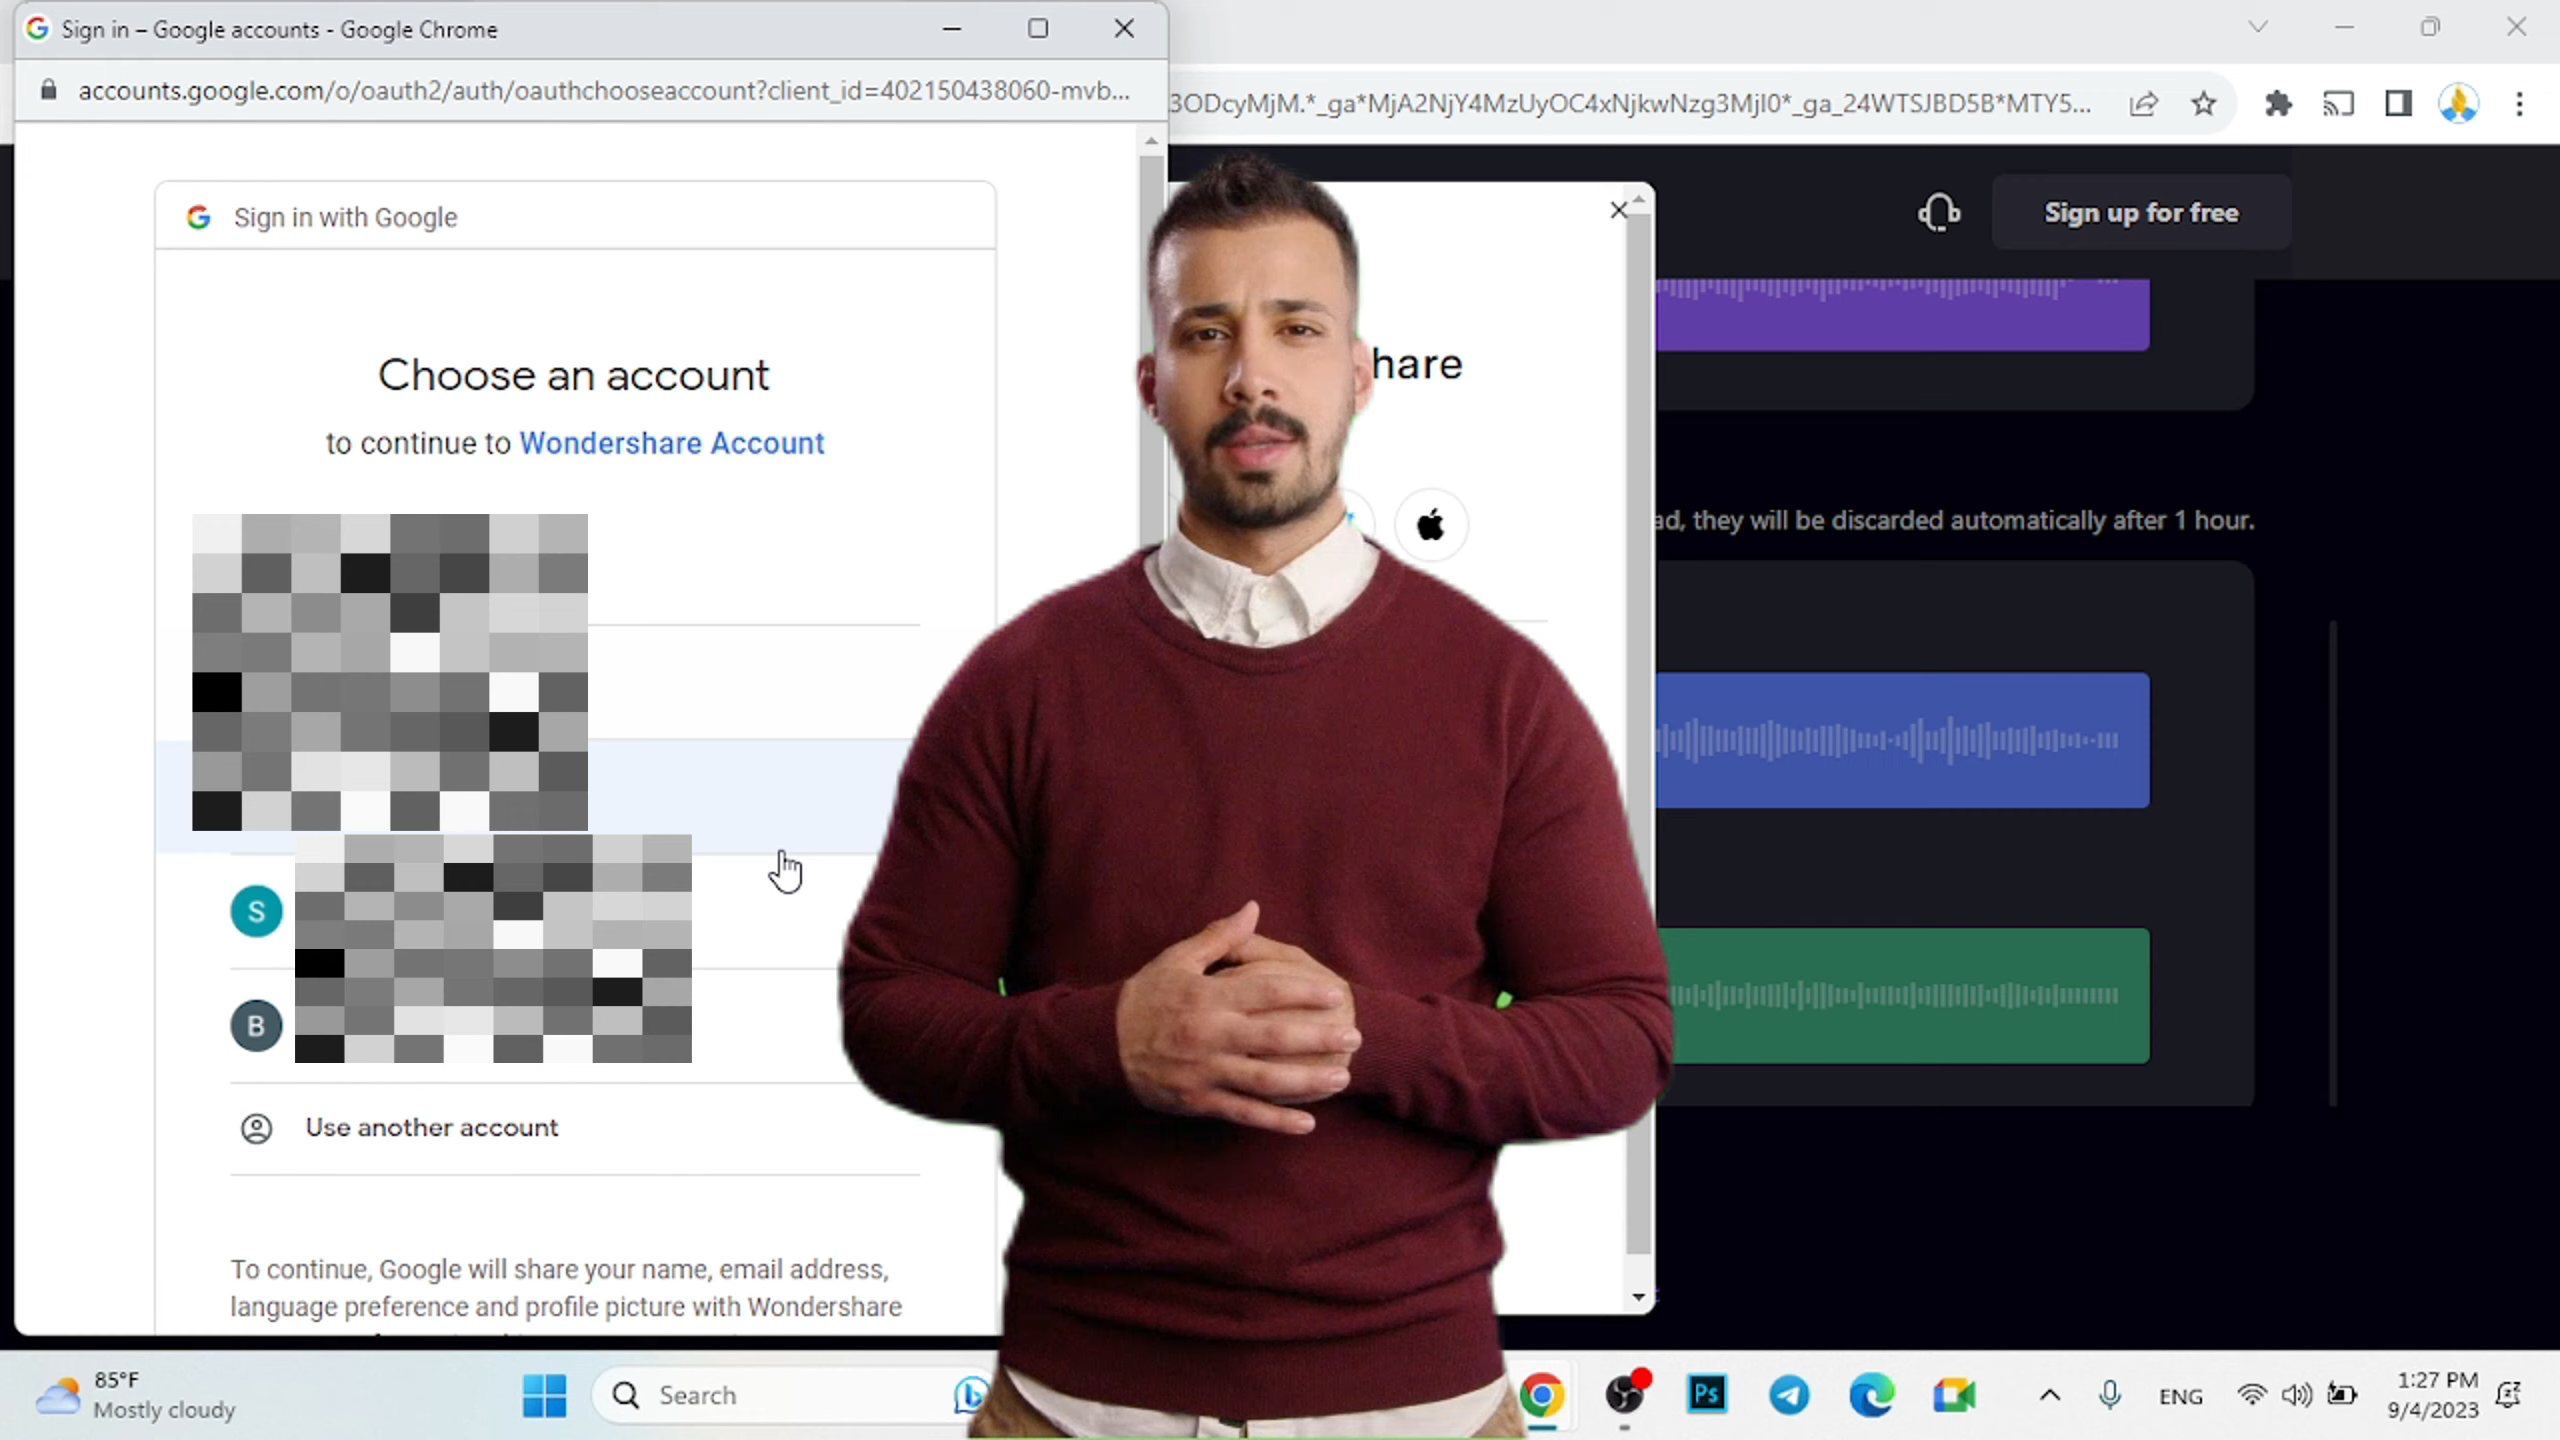 Sign in – Google accounts - Google Chrome
accounts.google.com/o/oauth2/auth/oauthchooseaccount?client_id=402150438060-mvb...
3ODcyMjM.*_ga*MjA2NjY4MzUyOC4xNjkwNzg3MjI0*_ga_24WTSJBD5B*MTY5...
Sign in with Google
Sign up for free
Choose an account
to continue to Wondershare Account
hare
ad, they will be discarded automatically after 1 hour.
S
B
Use another account
To continue, Google will share your name, email address,
language preference and profile picture with Wondershare
85°F
Mostly cloudy
Search
Ps
ENG
1:27 PM
9/4/2023